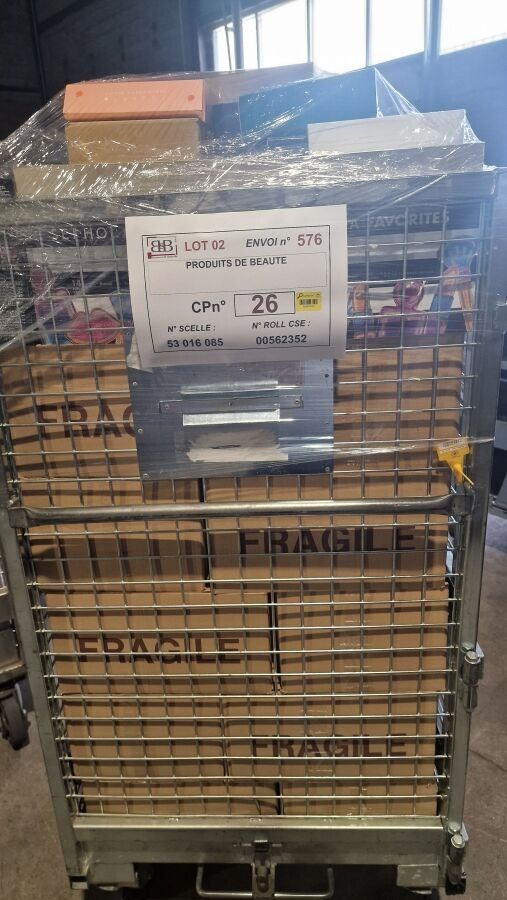 FAVORITES
LOT 02 ENVOI n° 576
PRODUITS DE BEAUTE
CPn° 26
N° SCELLE : N° ROLL CSE :
53 016 085 00562352
FRAG
FRAGILE
FRAGILE
FRAGILE